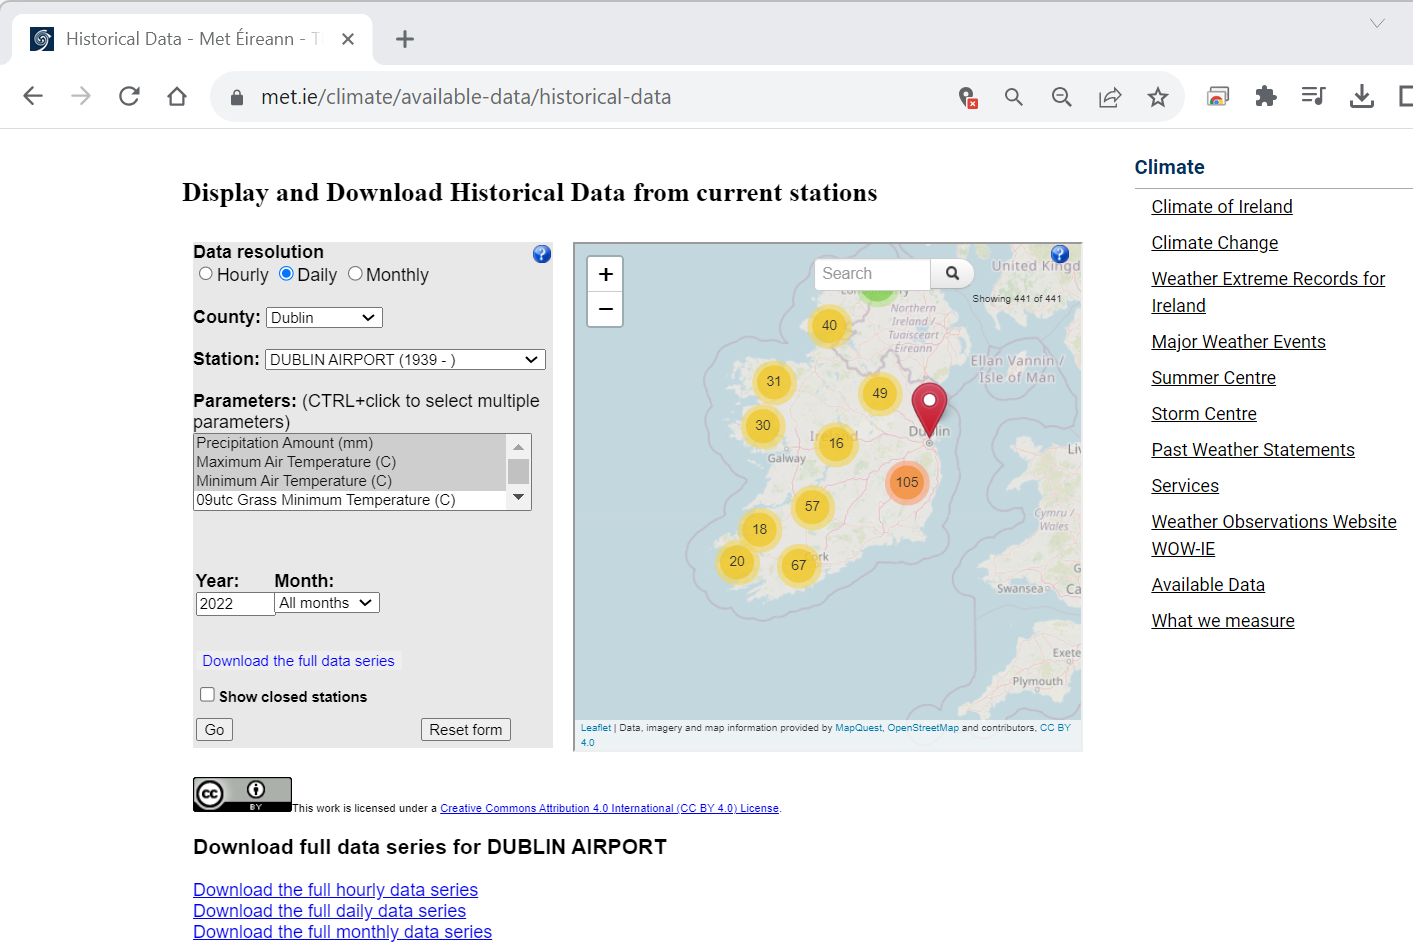 Historical Data - Met Éireann - T
met.ie/climate/available-data/historical-data
Display and Download Historical Data from current stations
Data resolution
Hourly Daily Monthly
County: Dublin
Station: DUBLIN AIRPORT (1939 - )
Parameters: (CTRL+click to select multiple
parameters)
Precipitation Amount (mm)
Maximum Air Temperature (C)
Minimum Air Temperature (C)
09utc Grass Minimum Temperature (C)
Year: Month:
2022 All months
Download the full data series
Show closed stations
Go Reset form
+
−
Search
Showing 441 of 441
United Kingd
Northern
Ireland /
Tuaisceart
Éireann
Ellan Vannin /
Isle of Man
40
31
49
30
16
Dublin
Galway
105
57
18
20
67
Cork
Liv
Cymru /
Wales
Swansea
Ca
Exete
Plymouth
Leaflet | Data, imagery and map information provided by MapQuest, OpenStreetMap and contributors, CC BY
4.0
Climate
Climate of Ireland
Climate Change
Weather Extreme Records for
Ireland
Major Weather Events
Summer Centre
Storm Centre
Past Weather Statements
Services
Weather Observations Website
WOW-IE
Available Data
What we measure
cc BY
This work is licensed under a Creative Commons Attribution 4.0 International (CC BY 4.0) License.
Download full data series for DUBLIN AIRPORT
Download the full hourly data series
Download the full daily data series
Download the full monthly data series